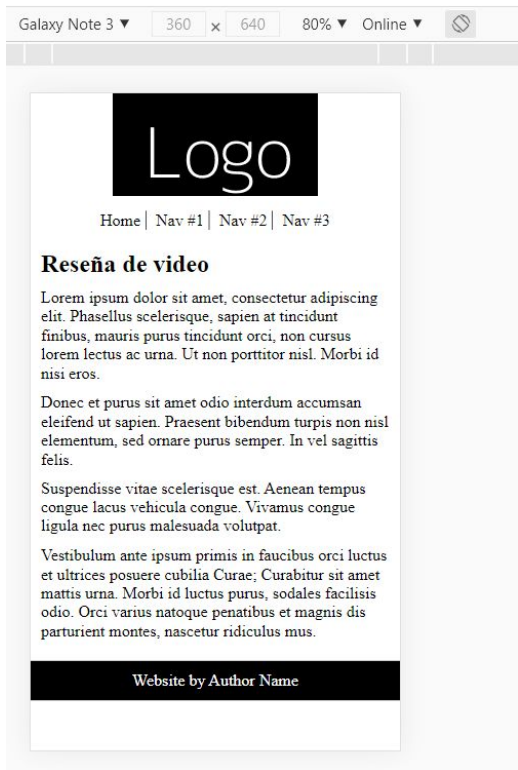 Galaxy Note 3 ▼ 360 × 640 80% ▼ Online ▼
Logo
Home | Nav #1 | Nav #2 | Nav #3
Reseña de video
Lorem ipsum dolor sit amet, consectetur adipiscing
elit. Phasellus scelerisque, sapien at tincidunt
finibus, mauris purus tincidunt orci, non cursus
lorem lectus ac urna. Ut non porttitor nisl. Morbi id
nisi eros.
Donec et purus sit amet odio interdum accumsan
eleifend ut sapien. Praesent bibendum turpis non nisl
elementum, sed ornare purus semper. In vel sagittis
felis.
Suspendisse vitae scelerisque est. Aenean tempus
congue lacus vehicula congue. Vivamus congue
ligula nec purus malesuada volutpat.
Vestibulum ante ipsum primis in faucibus orci luctus
et ultrices posuere cubilia Curae; Curabitur sit amet
mattis urna. Morbi id luctus purus, sodales facilisis
odio. Orci varius natoque penatibus et magnis dis
parturient montes, nascetur ridiculus mus.
Website by Author Name